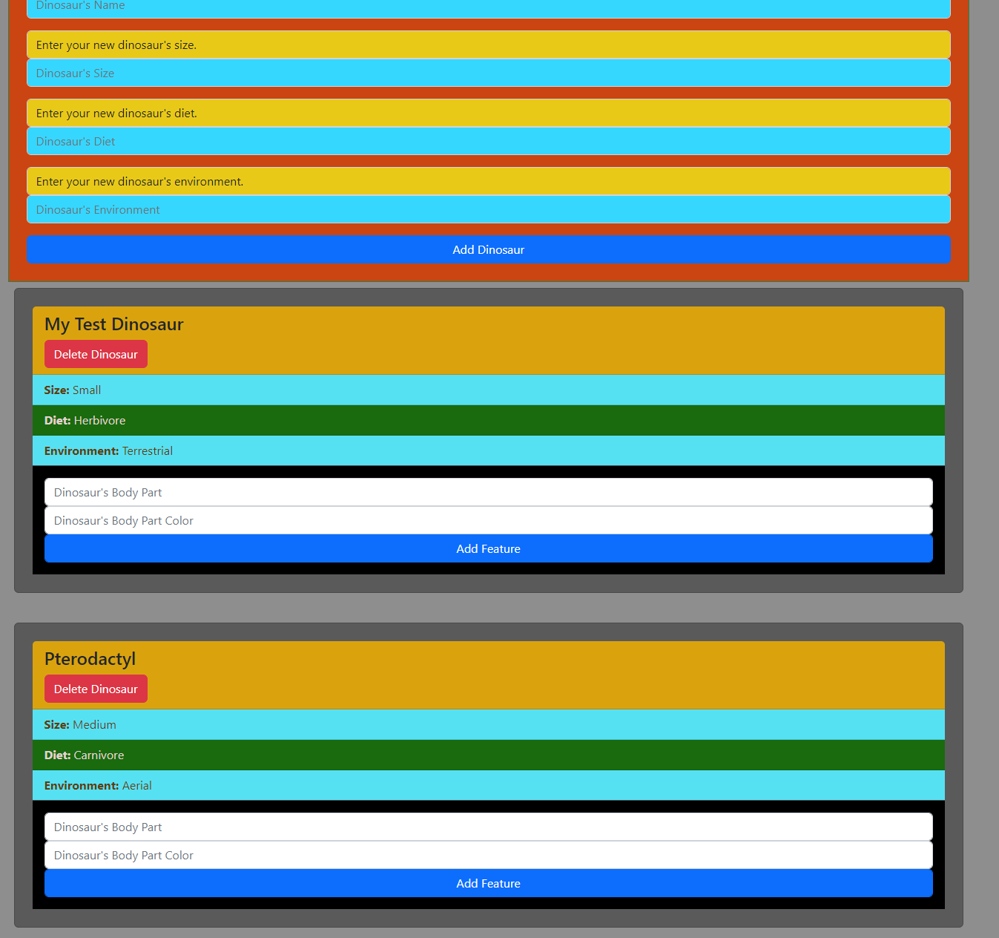 Dinosaur's Name
Enter your new dinosaur's size.
Dinosaur's Size
Enter your new dinosaur's diet.
Dinosaur's Diet
Enter your new dinosaur's environment.
Dinosaur's Environment
Add Dinosaur
My Test Dinosaur
Delete Dinosaur
Size: Small
Diet: Herbivore
Environment: Terrestrial
Dinosaur's Body Part
Dinosaur's Body Part Color
Add Feature
Pterodactyl
Delete Dinosaur
Size: Medium
Diet: Carnivore
Environment: Aerial
Dinosaur's Body Part
Dinosaur's Body Part Color
Add Feature